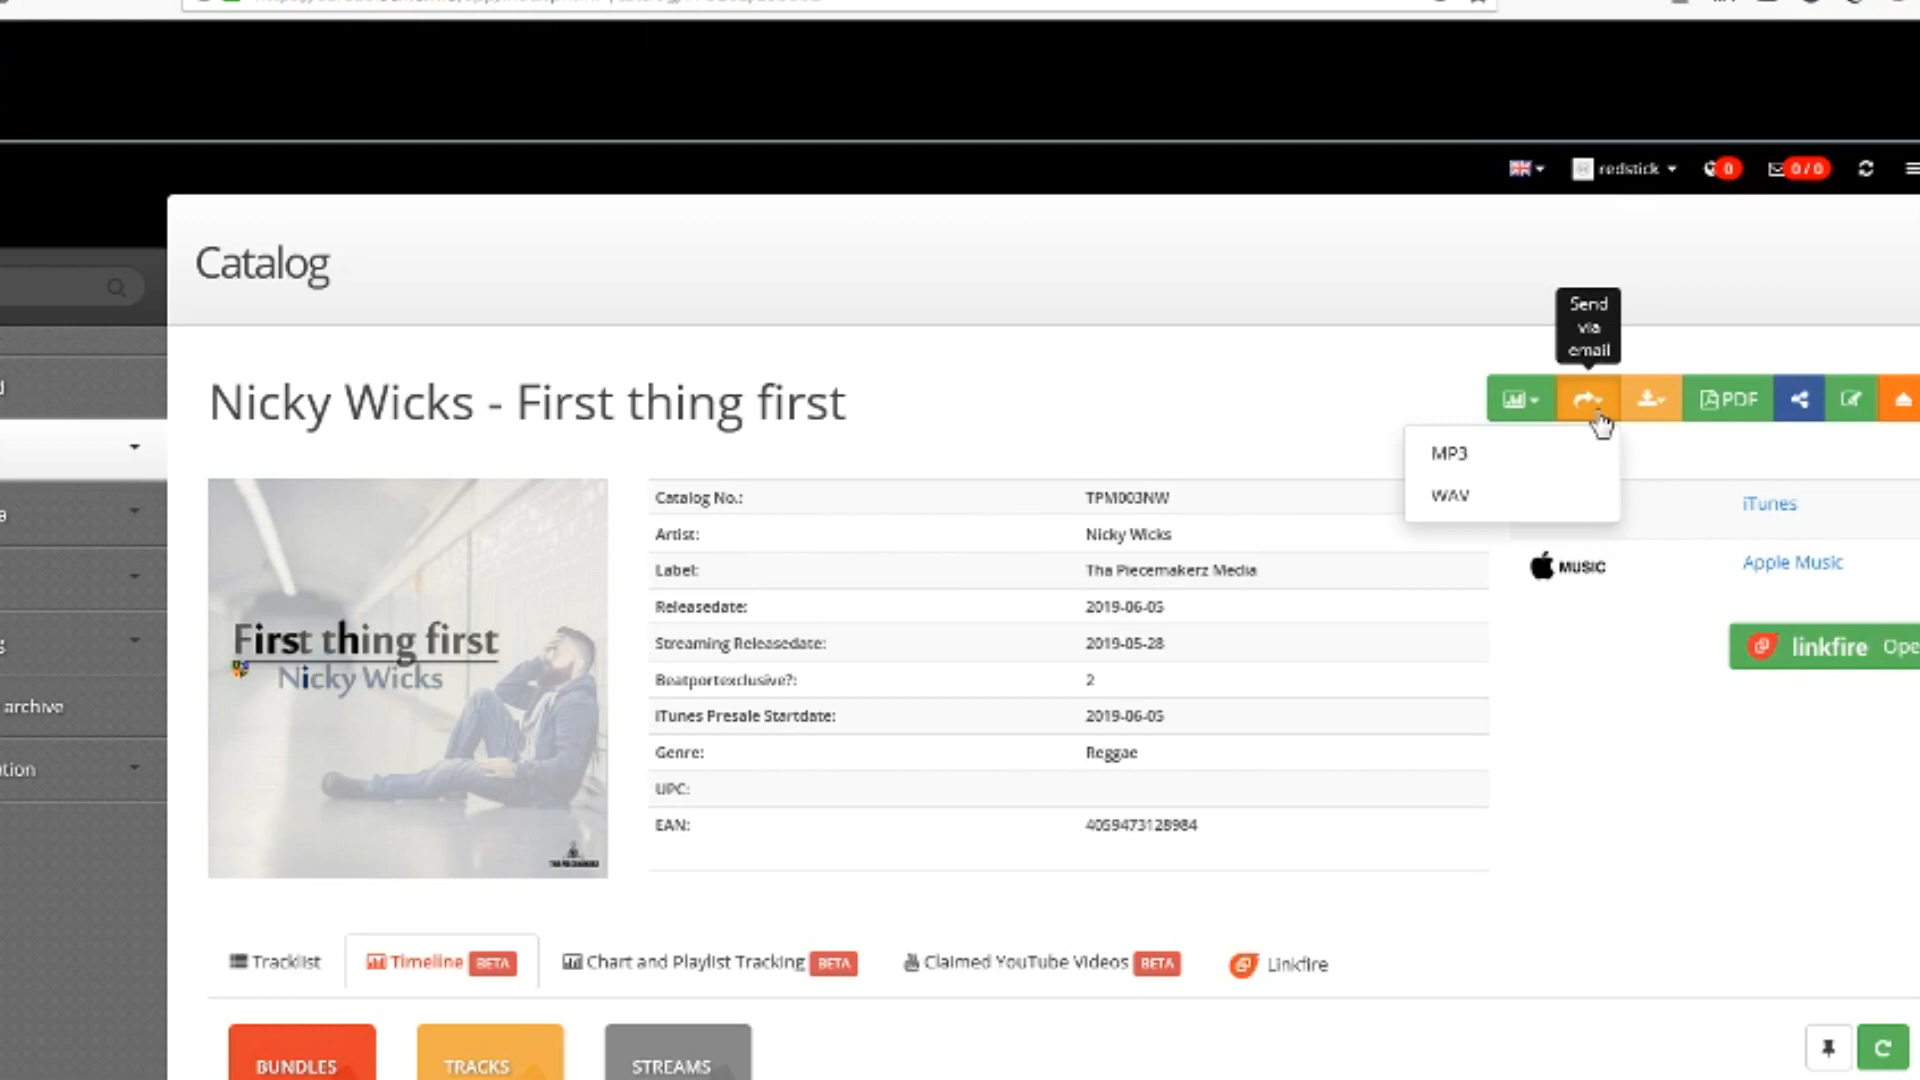 redstick
0
0 / 0
Catalog
Send
via
email
Nicky Wicks - First thing first
PDF
MP3
WAV
First thing first
Nicky Wicks
Catalog No.: TPM003NW
Artist: Nicky Wicks
Label: Tha Piecemakerz Media
Releasedate: 2019-06-05
Streaming Releasedate: 2019-05-28
Beatportexclusive?: 2
iTunes Presale Startdate: 2019-06-05
Genre: Reggae
UPC:
EAN: 4059473128984
iTunes
MUSIC Apple Music
linkfire Ope
archive
tion
Tracklist Timeline BETA Chart and Playlist Tracking BETA Claimed YouTube Videos BETA Linkfire
BUNDLES TRACKS STREAMS